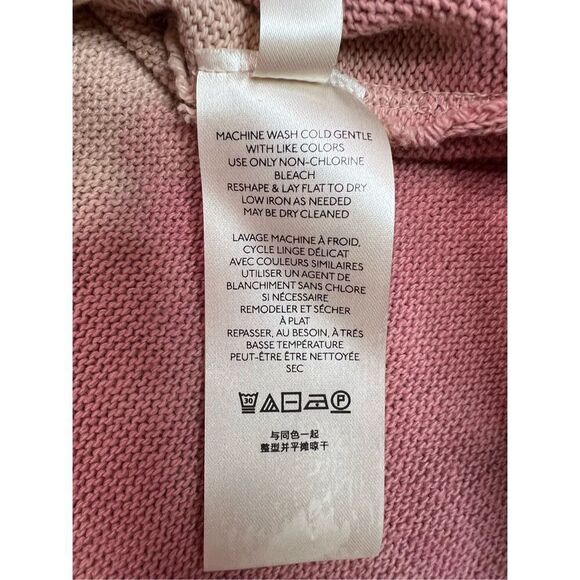 MACHINE WASH COLD GENTLE
WITH LIKE COLORS
USE ONLY NON-CHLORINE
BLEACH
RESHAPE & LAY FLAT TO DRY
LOW IRON AS NEEDED
MAY BE DRY CLEANED
LAVAGE MACHINE À FROID,
CYCLE LINGE DÉLICAT
AVEC COULEURS SIMILAIRES
UTILISER UN AGENT DE
BLANCHIMENT SANS CHLORE
SI NÉCESSAIRE
REMODELER ET SÉCHER
À PLAT
REPASSER, AU BESOIN, À TRÉS
BASSE TEMPÉRATURE
PEUT-ÊTRE ÊTRE NETTOYÉE
SEC
30 P
与同色一起
整型并平摊晾干